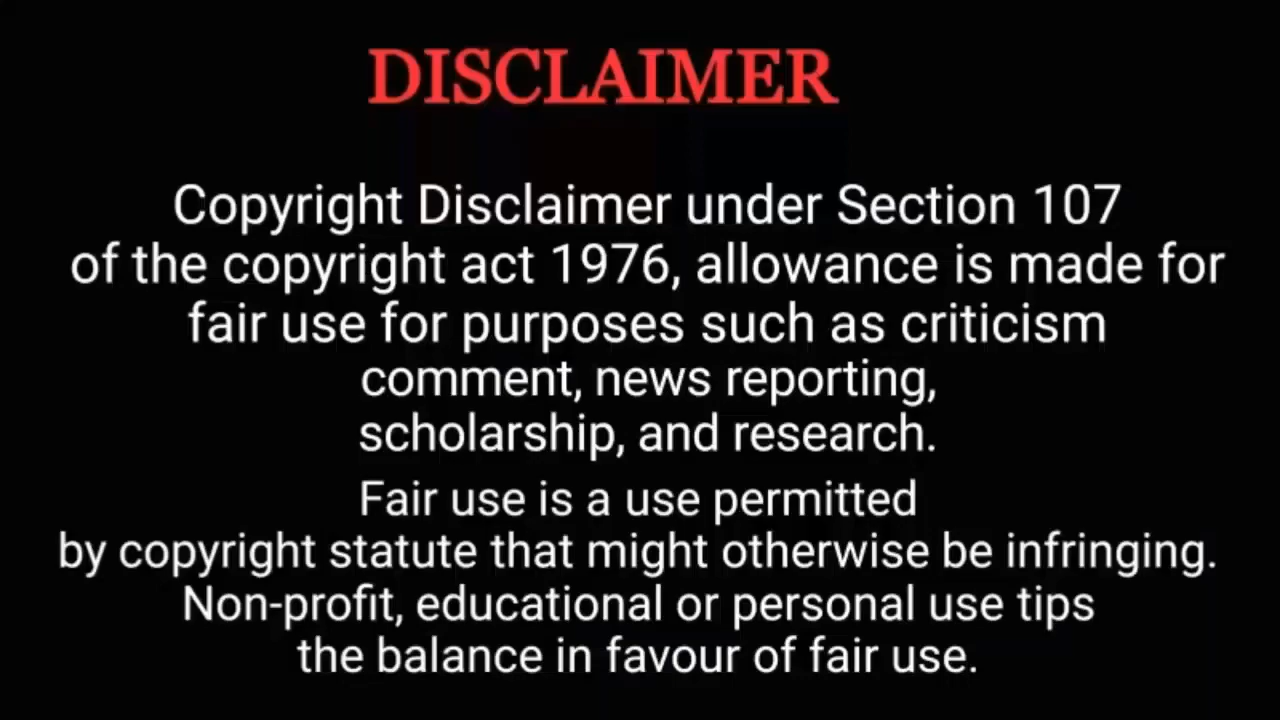 DISCLAIMER
Copyright Disclaimer under Section 107
of the copyright act 1976, allowance is made for
fair use for purposes such as criticism
comment, news reporting,
scholarship, and research.
Fair use is a use permitted
by copyright statute that might otherwise be infringing.
Non-profit, educational or personal use tips
the balance in favour of fair use.